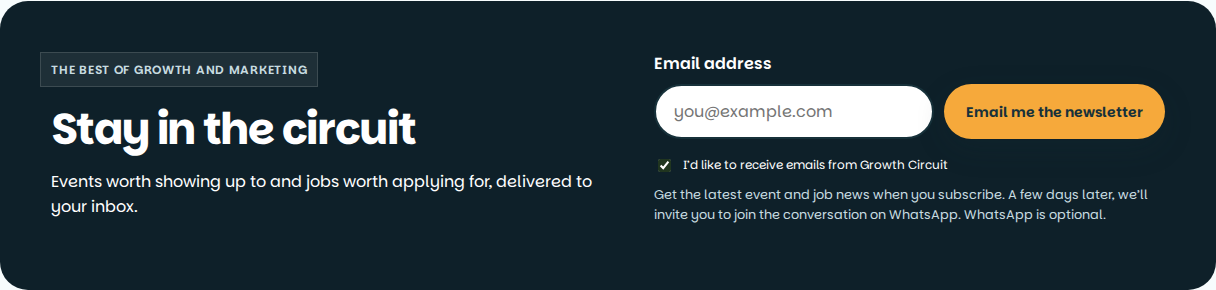 THE BEST OF GROWTH AND MARKETING
Stay in the circuit
Events worth showing up to and jobs worth applying for, delivered to
your inbox.
Email address
you@example.com
Email me the newsletter
I'd like to receive emails from Growth Circuit
Get the latest event and job news when you subscribe. A few days later, we'll
invite you to join the conversation on WhatsApp. WhatsApp is optional.